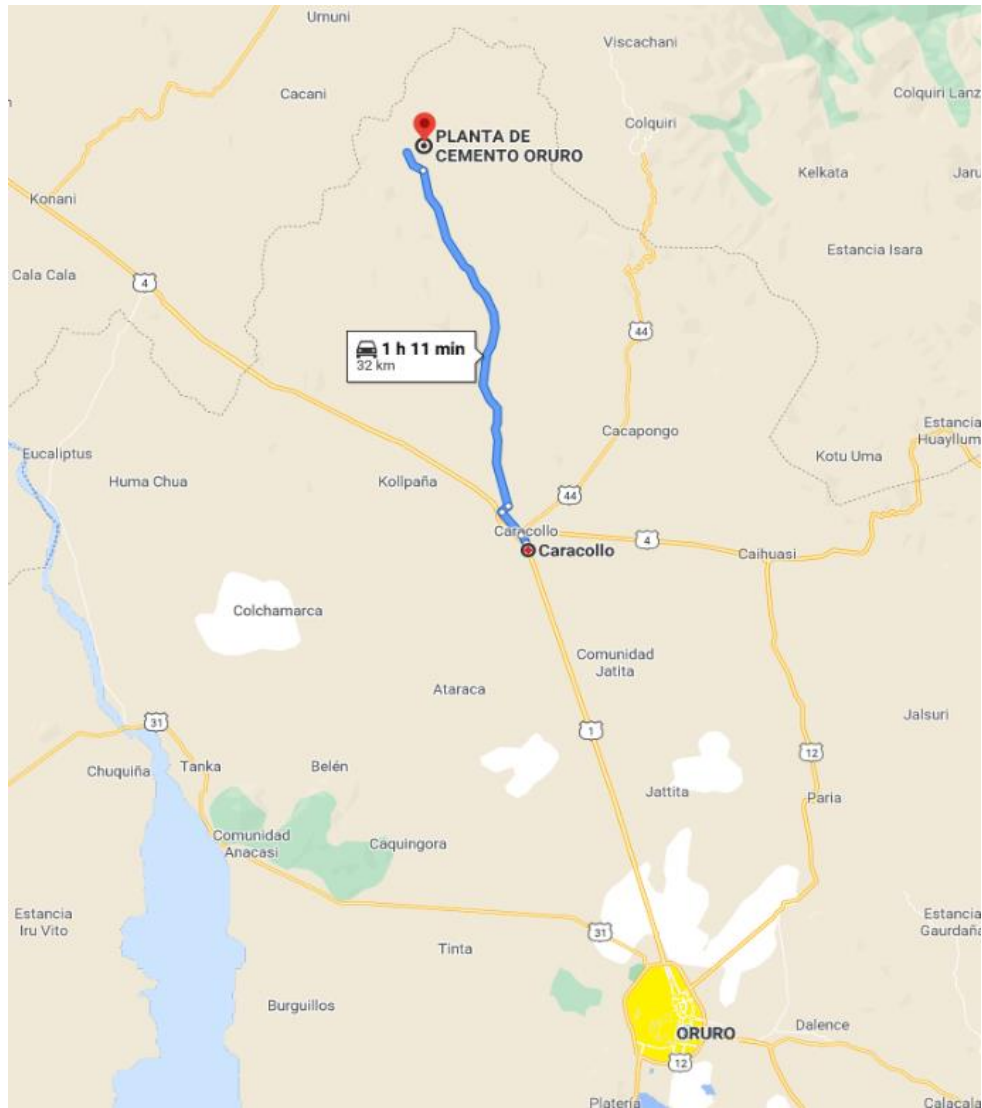 Umuni
Viscachani
Cacani
Colquiri Lanz
Colquiri
PLANTA DE
CEMENTO ORURO
Kelkata
Jaru
Konani
Estancia Isara
Cala Cala
4
44
1 h 11 min
32 km
Estancia
Huayllum
Cacapongo
Eucaliptus
Kotu Uma
Huma Chua
Kollpaña
44
Caracollo
4
Caracollo
Caihuasi
Colchamarca
Comunidad
Jatita
Ataraca
Jalsuri
31
1
12
Chuquiña
Tanka
Belén
Jattita
Paria
Comunidad
Anacasi
Cäquingora
Estancia
Iru Vito
31
Estancia
Gaurdaña
Tinta
Burguillos
ORURO
Dalence
12
Platería
Calacala